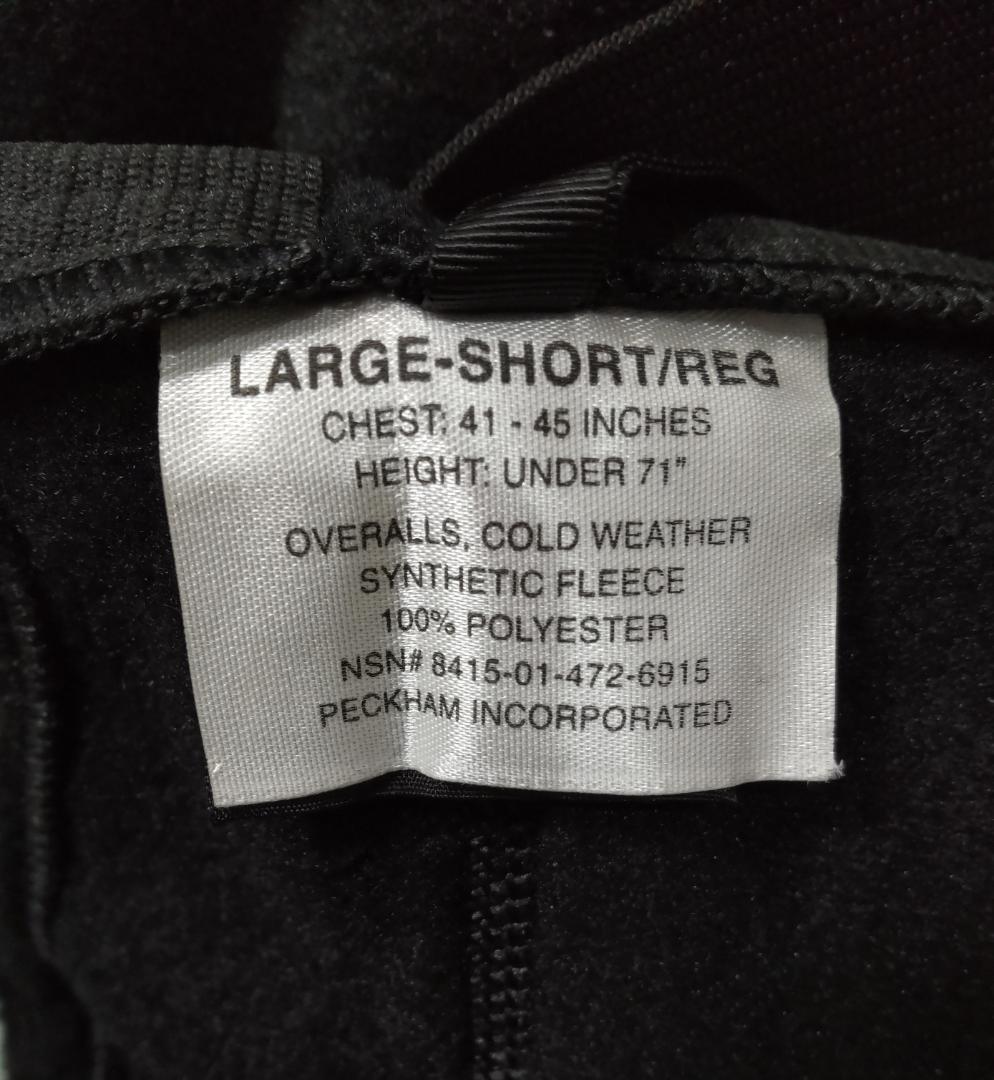 LARGE-SHORT/REG
CHEST: 41 - 45 INCHES
HEIGHT: UNDER 71"
OVERALLS, COLD WEATHER
SYNTHETIC FLEECE
100% POLYESTER
NSN# 8415-01-472-6915
PECKHAM INCORPORATED